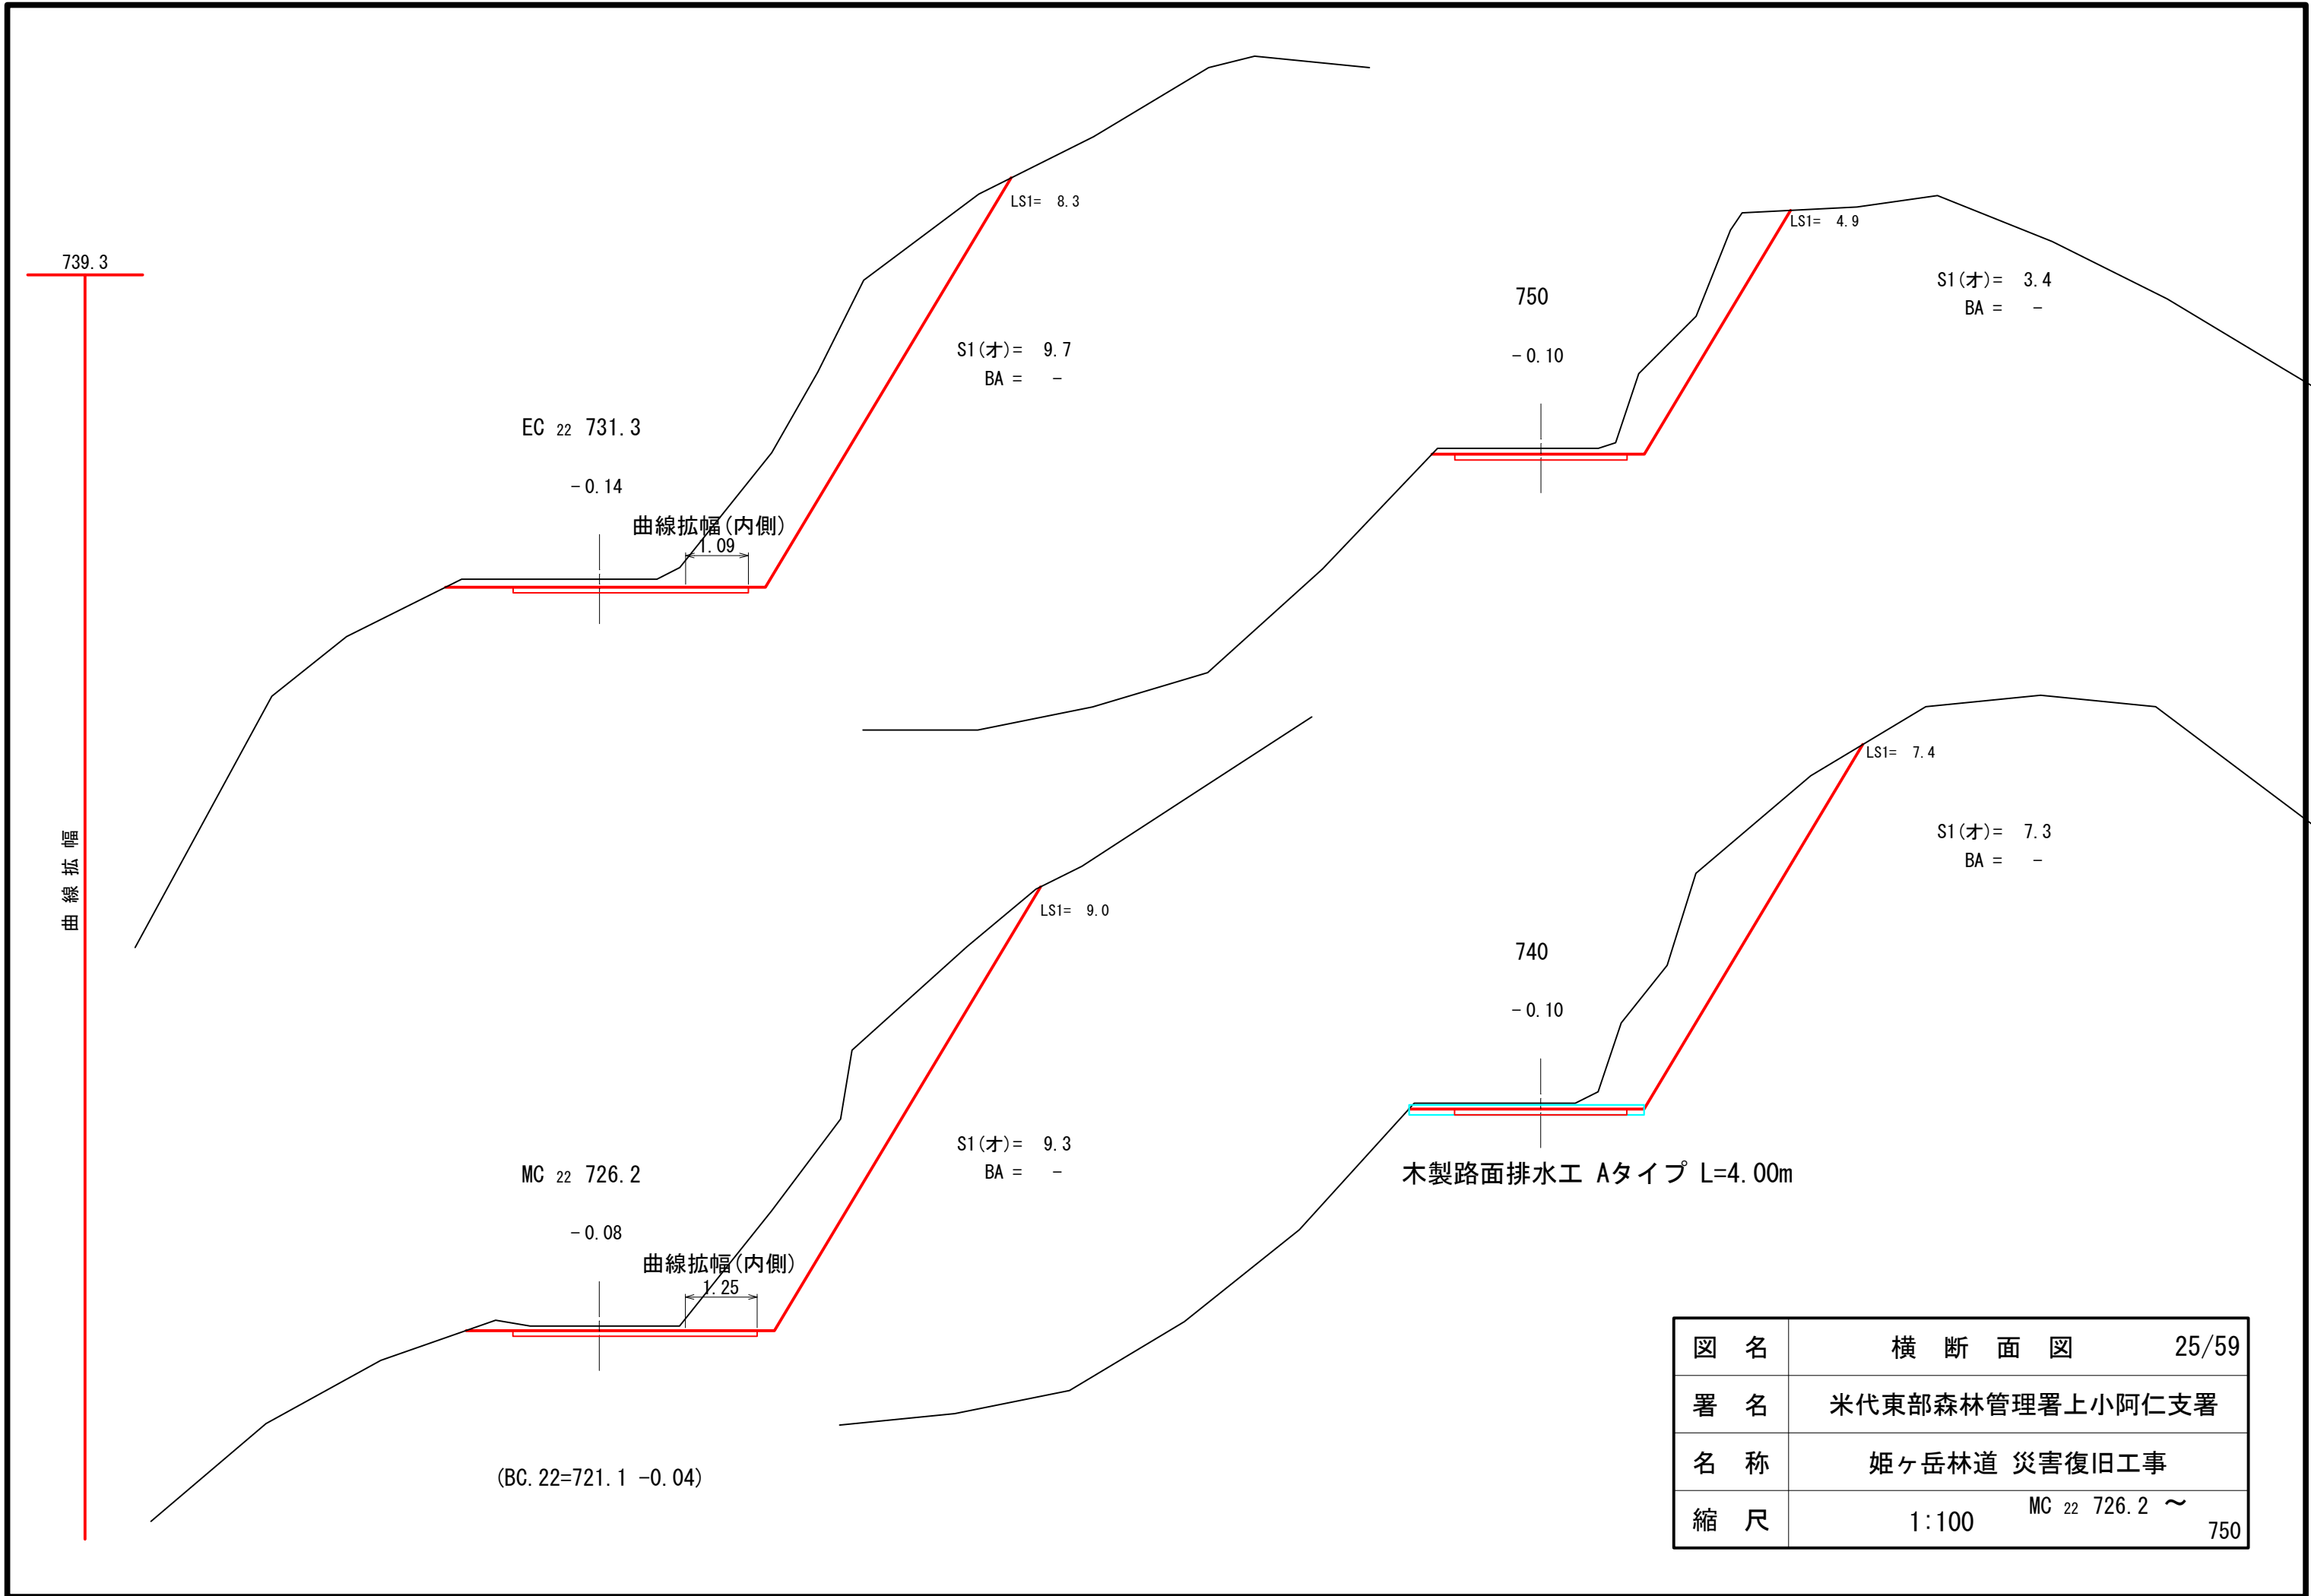 739.3
曲線拡幅
LS1= 8.3
S1(オ)= 9.7
BA = -
EC 22 731.3
-0.14
曲線拡幅(内側)
1.09
LS1= 4.9
S1(オ)= 3.4
BA = -
750
-0.10
LS1= 9.0
S1(オ)= 9.3
BA = -
MC 22 726.2
-0.08
曲線拡幅(内側)
1.25
(BC.22=721.1 -0.04)
LS1= 7.4
S1(オ)= 7.3
BA = -
740
-0.10
木製路面排水工 Aタイプ L=4.00m
図名 横断面図 25/59
署名 米代東部森林管理署上小阿仁支署
名称 姫ヶ岳林道 災害復旧工事
縮尺 1:100 MC 22 726.2 ～
750